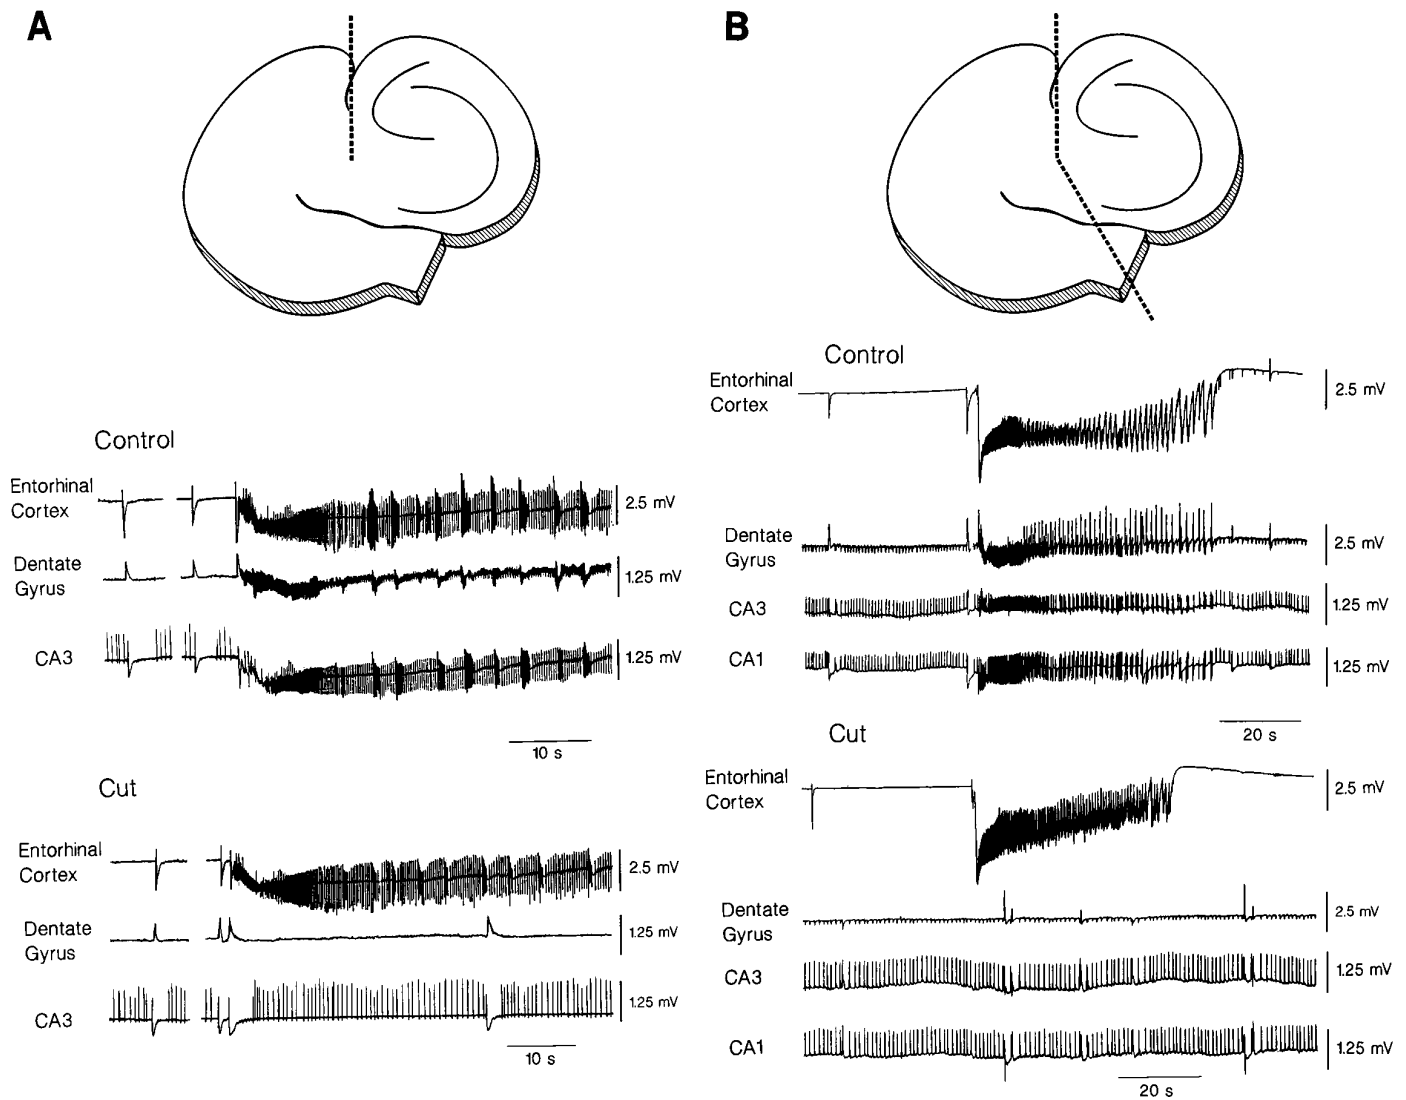 A
B
Control
Entorhinal
Cortex
2.5 mV
Dentate
Gyrus
1.25 mV
CA3
1.25 mV
10 s
Cut
Entorhinal
Cortex
2.5 mV
Dentate
Gyrus
1.25 mV
CA3
1.25 mV
10 s
Control
Entorhinal
Cortex
2.5 mV
Dentate
Gyrus
2.5 mV
CA3
1.25 mV
CA1
1.25 mV
20 s
Cut
Entorhinal
Cortex
2.5 mV
Dentate
Gyrus
2.5 mV
CA3
1.25 mV
CA1
1.25 mV
20 s